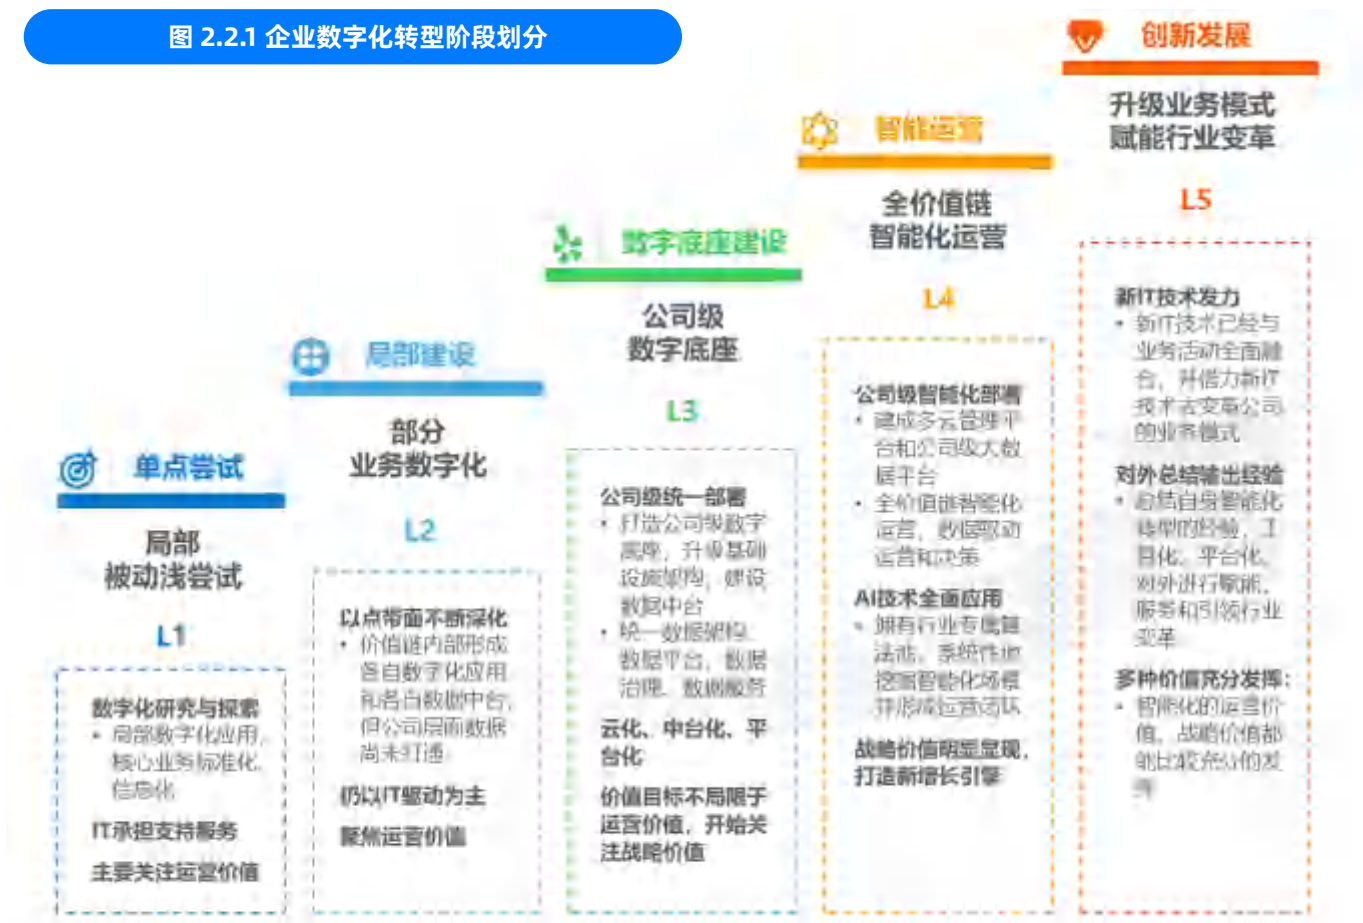 图 2.2.1 企业数字化转型阶段划分
单点尝试
局部
被动浅尝试
L1
数字化研究与探索
• 局部数字化应用,
核心业务标准化、
信息化
IT承担支持服务
主要关注运营价值
局部建设
部分
业务数字化
L2
以点带面不断深化
• 价值链内部形成
各自数字化应用
和各自数据中台,
但公司层面数据
尚未打通
仍以IT驱动为主
聚焦运营价值
数字底座建设
公司级
数字底座
L3
公司级统一部署
• 打造公司级数字
底座，升级基础
设施架构，建设
数据中台
• 统一数据架构、
数据平台、数据
治理、数据服务
云化、中台化、平
台化
价值目标不局限于
运营价值，开始关
注战略价值
智能运营
全价值链
智能化运营
L4
公司级智能化部署
• 建成多云管理平
台和公司级大数
据平台
• 全价值链智能化
运营，数据驱动
运营和决策
AI技术全面应用
• 拥有行业专属算
法池，系统性地
挖掘智能化场景
并形成运营团队
战略价值明显显现，
打造新增长引擎
创新发展
升级业务模式
赋能行业变革
L5
新IT技术发力
• 新IT技术已经与
业务活动全面融
合，并借力新IT
技术去变革公司
的业务模式
对外总结输出经验
• 总结自身智能化
转型的经验，工
具化、平台化、
对外进行赋能，
服务和引领行业
变革
多种价值充分发挥：
• 智能化的运营价
值、战略价值都
能比较充分的发
挥